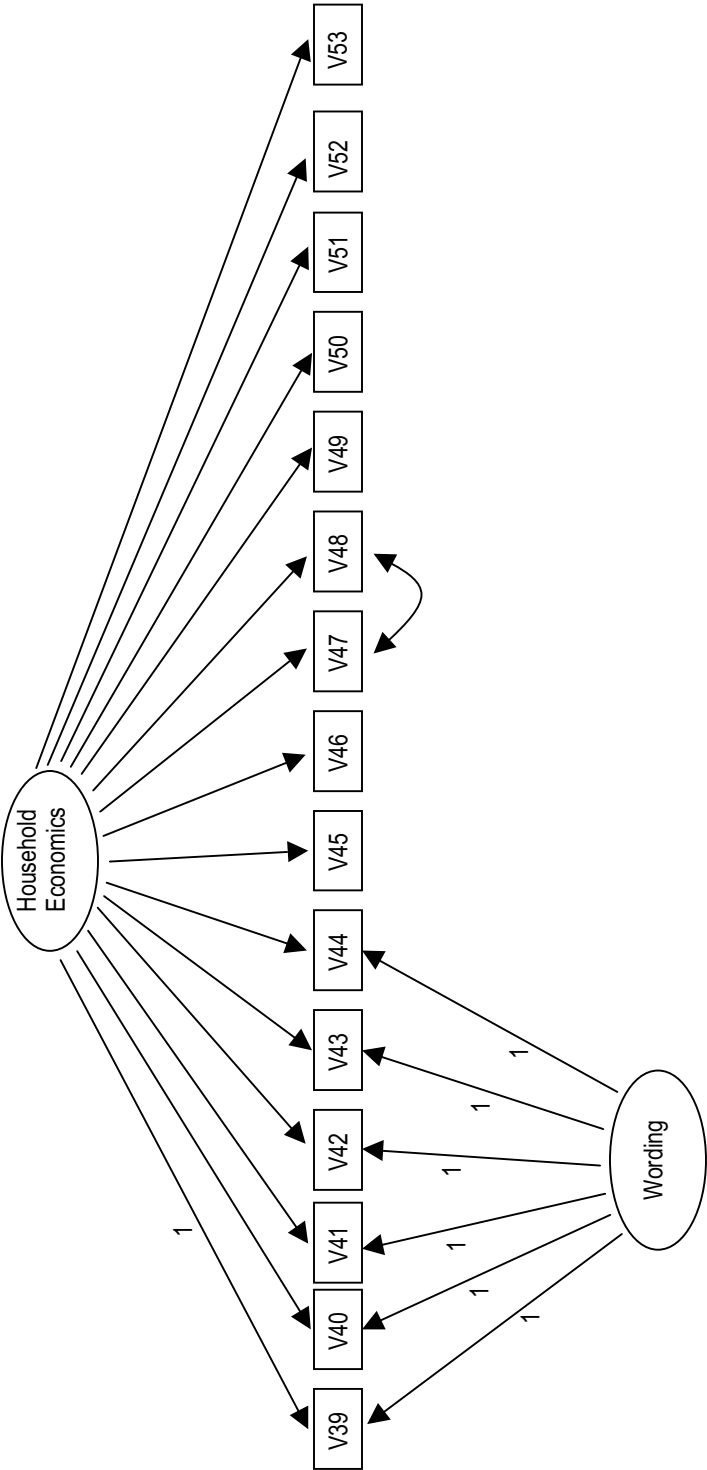 Household
Economics
1
V39
V40
V41
V42
V43
V44
V45
V46
V47
V48
V49
V50
V51
V52
V53
1
1
1
1
1
1
Wording